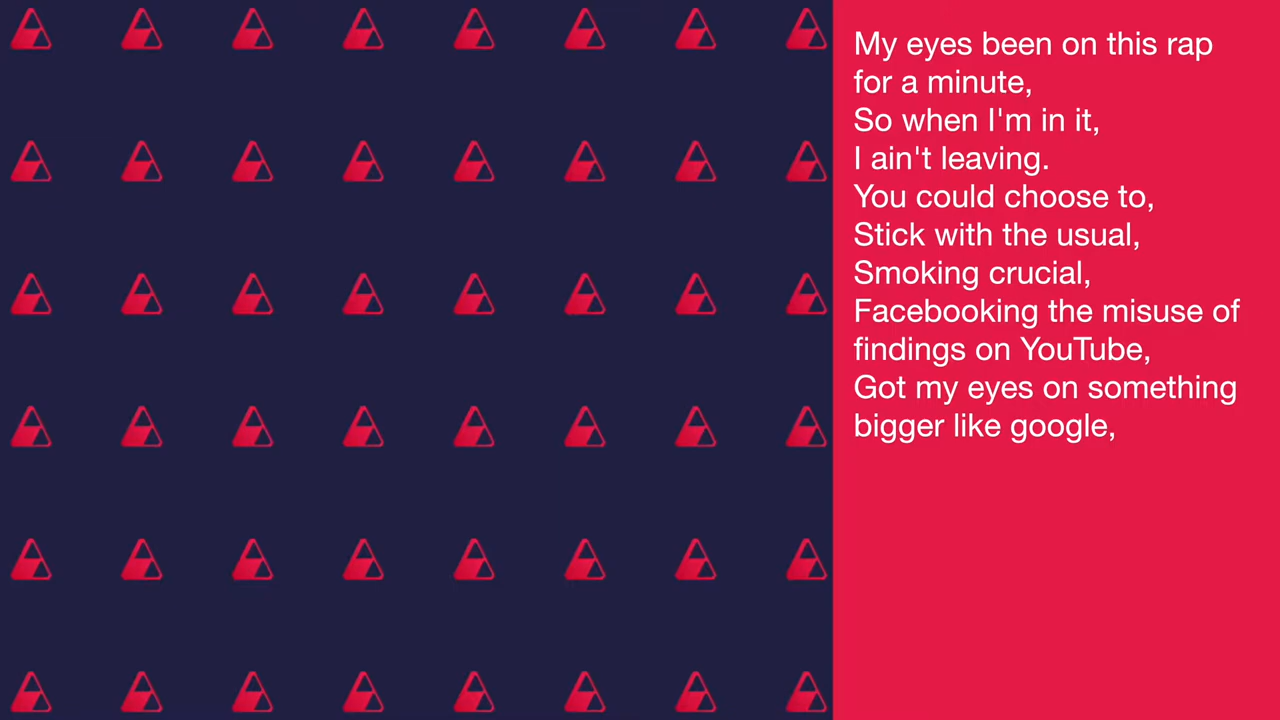 My eyes been on this rap
for a minute,
So when I'm in it,
I ain't leaving.
You could choose to,
Stick with the usual,
Smoking crucial,
Facebooking the misuse of
findings on YouTube,
Got my eyes on something
bigger like google,